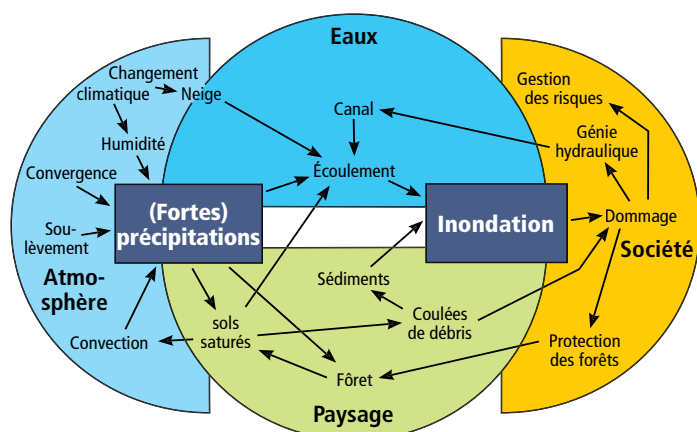 Eaux
Changement
climatique
Neige
Humidité
Convergence
Sou-
lèvement
(Fortes)
précipitations
Atmo-
sphère
Convection
Canal
Écoulement
Inondation
Gestion
des risques
Génie
hydraulique
Dommage
Société
Sédiments
Coulées
de débris
sols
saturés
Fôret
Protection
des forêts
Paysage